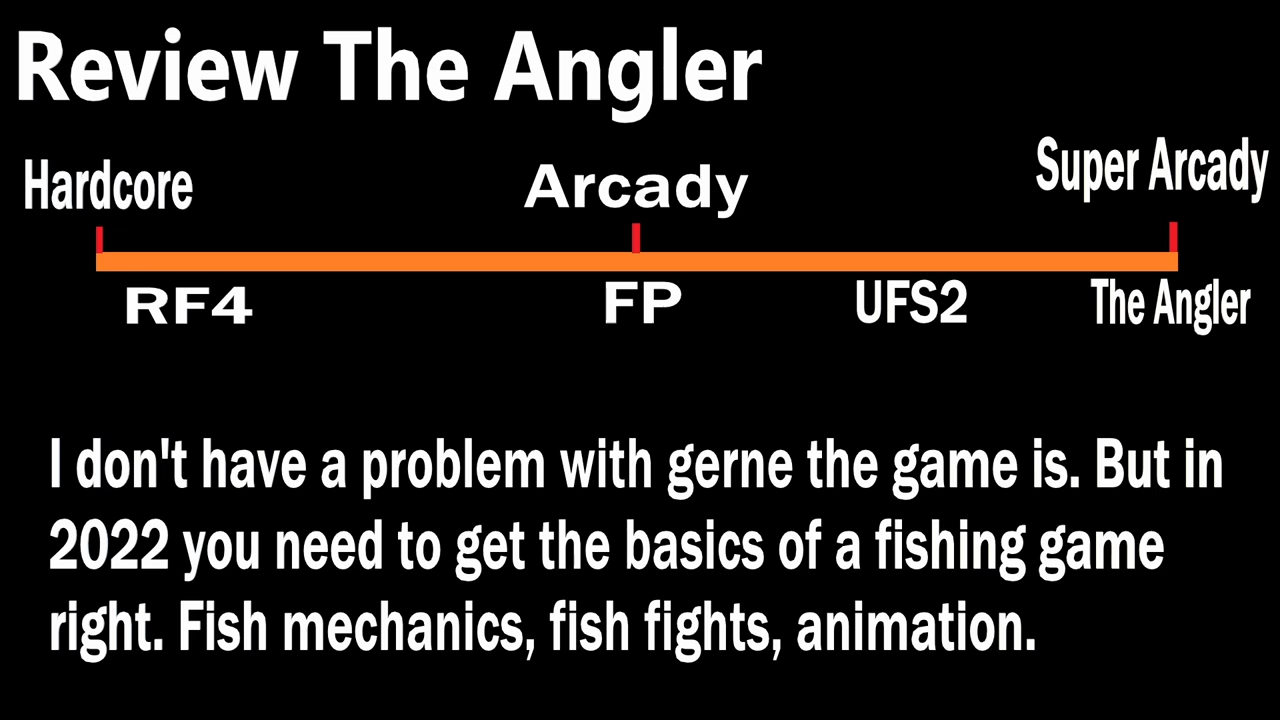 Review The Angler
Hardcore Arcady Super Arcady
RF4 FP UFS2 The Angler
I don't have a problem with gerne the game is. But in
2022 you need to get the basics of a fishing game
right. Fish mechanics, fish fights, animation.